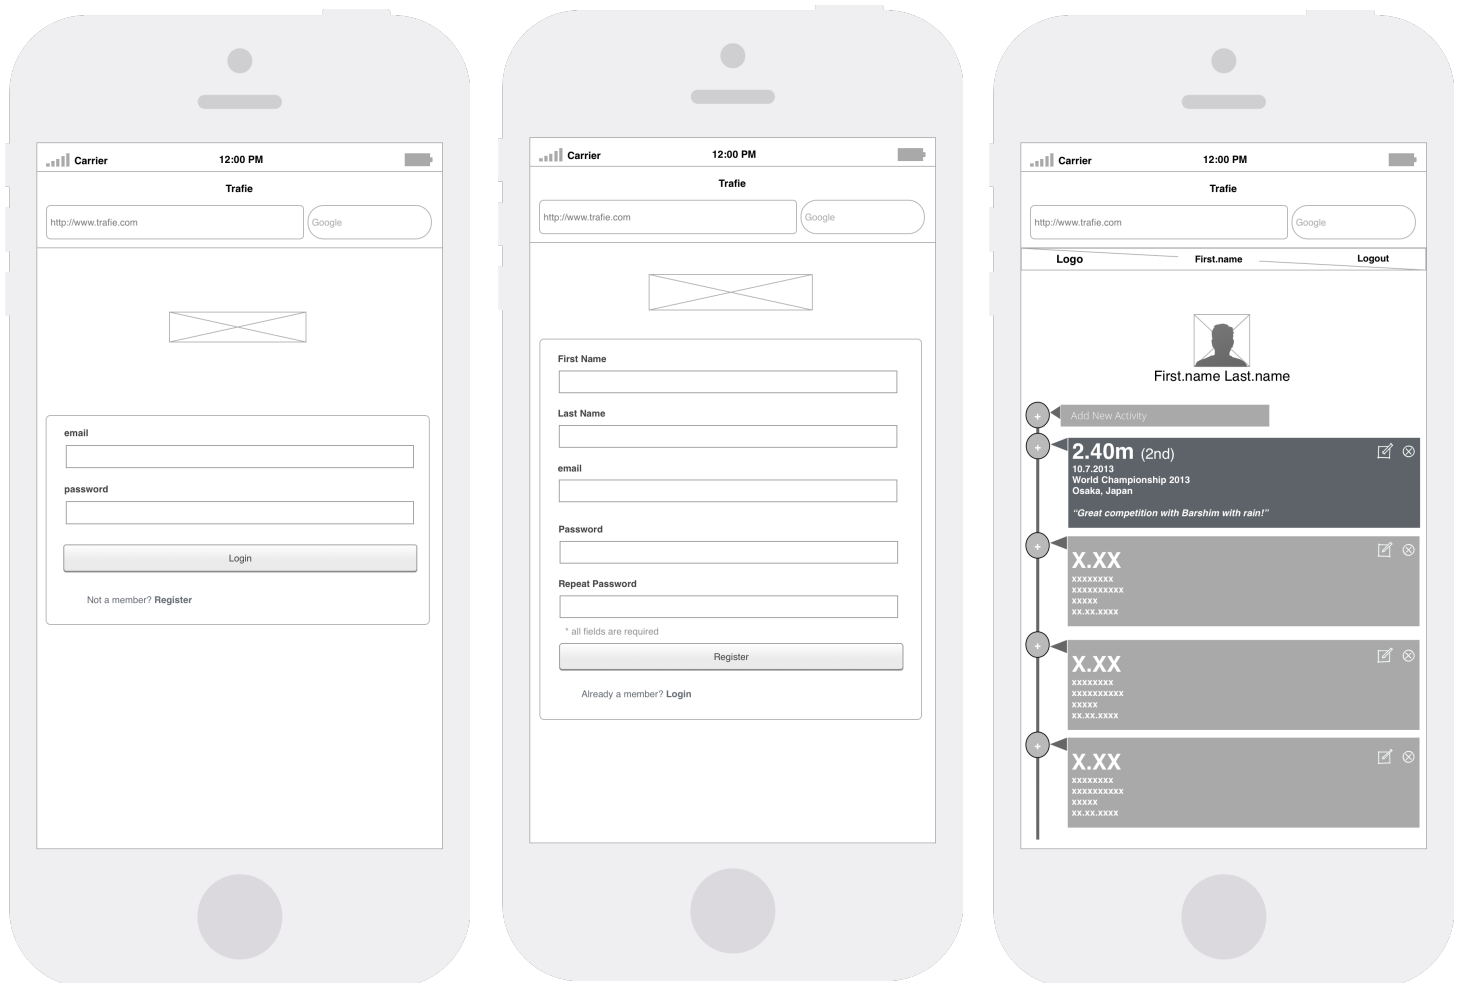 Carrier 12:00 PM
Trafie
http://www.trafie.com Google
email
password
Login
Not a member? Register
Carrier 12:00 PM
Trafie
http://www.trafie.com Google
First Name
Last Name
email
Password
Repeat Password
* all fields are required
Register
Already a member? Login
Carrier 12:00 PM
Trafie
http://www.trafie.com Google
Logo First.name Logout
First.name Last.name
+ Add New Activity
+ 2.40m (2nd)
10.7.2013
World Championship 2013
Osaka, Japan
“Great competition with Barshim with rain!”
+
X.XX
xxxxxxxx
xxxxxxxxxx
xxxxx
xx.xx.xxxx
+
X.XX
xxxxxxxx
xxxxxxxxxx
xxxxx
xx.xx.xxxx
+
X.XX
xxxxxxxx
xxxxxxxxxx
xxxxx
xx.xx.xxxx